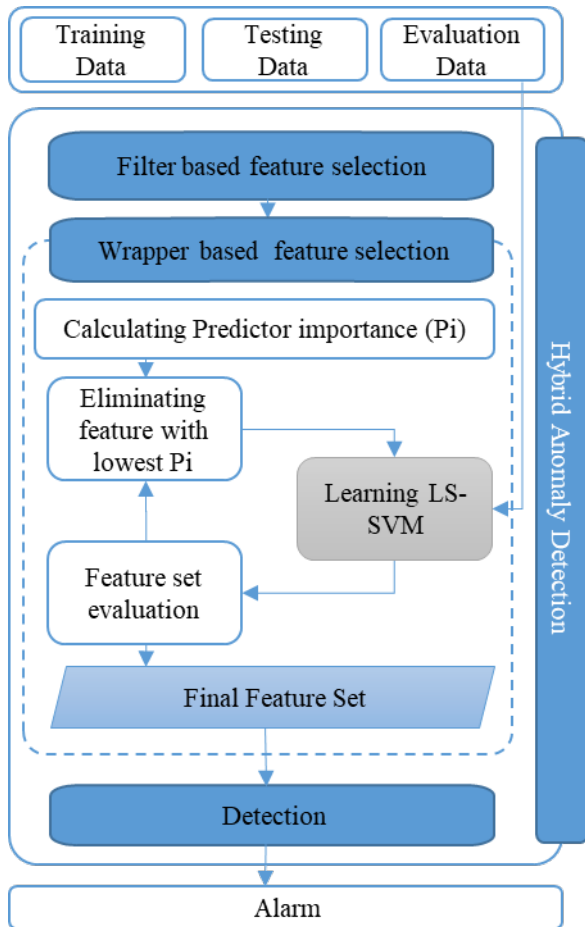 Training
Data
Testing
Data
Evaluation
Data
Filter based feature selection
Wrapper based feature selection
Calculating Predictor importance (Pi)
Eliminating
feature with
lowest Pi
Learning LS-
SVM
Feature set
evaluation
Final Feature Set
Detection
Hybrid Anomaly Detection
Alarm